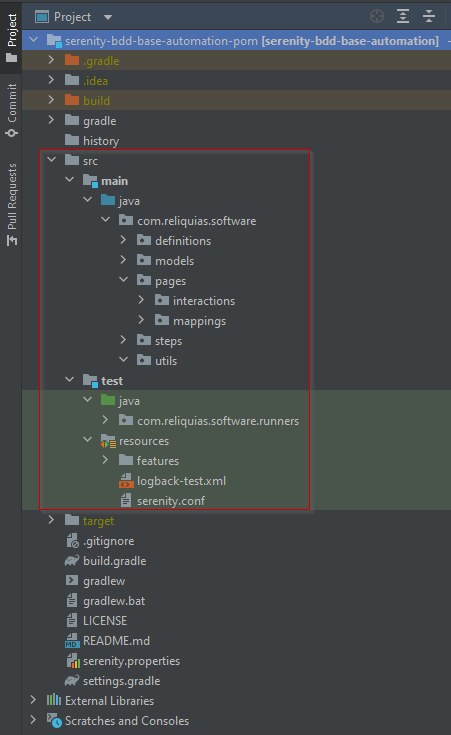 Project
Project
serenity-bdd-base-automation-pom [serenity-bdd-base-automation]
.gradle
.idea
build
gradle
history
src
main
java
com.reliquias.software
definitions
models
pages
interactions
mappings
steps
utils
test
java
com.reliquias.software.runners
resources
features
logback-test.xml
serenity.conf
target
.gitignore
build.gradle
gradlew
gradlew.bat
LICENSE
README.md
serenity.properties
settings.gradle
External Libraries
Scratches and Consoles
Commit
Pull Requests